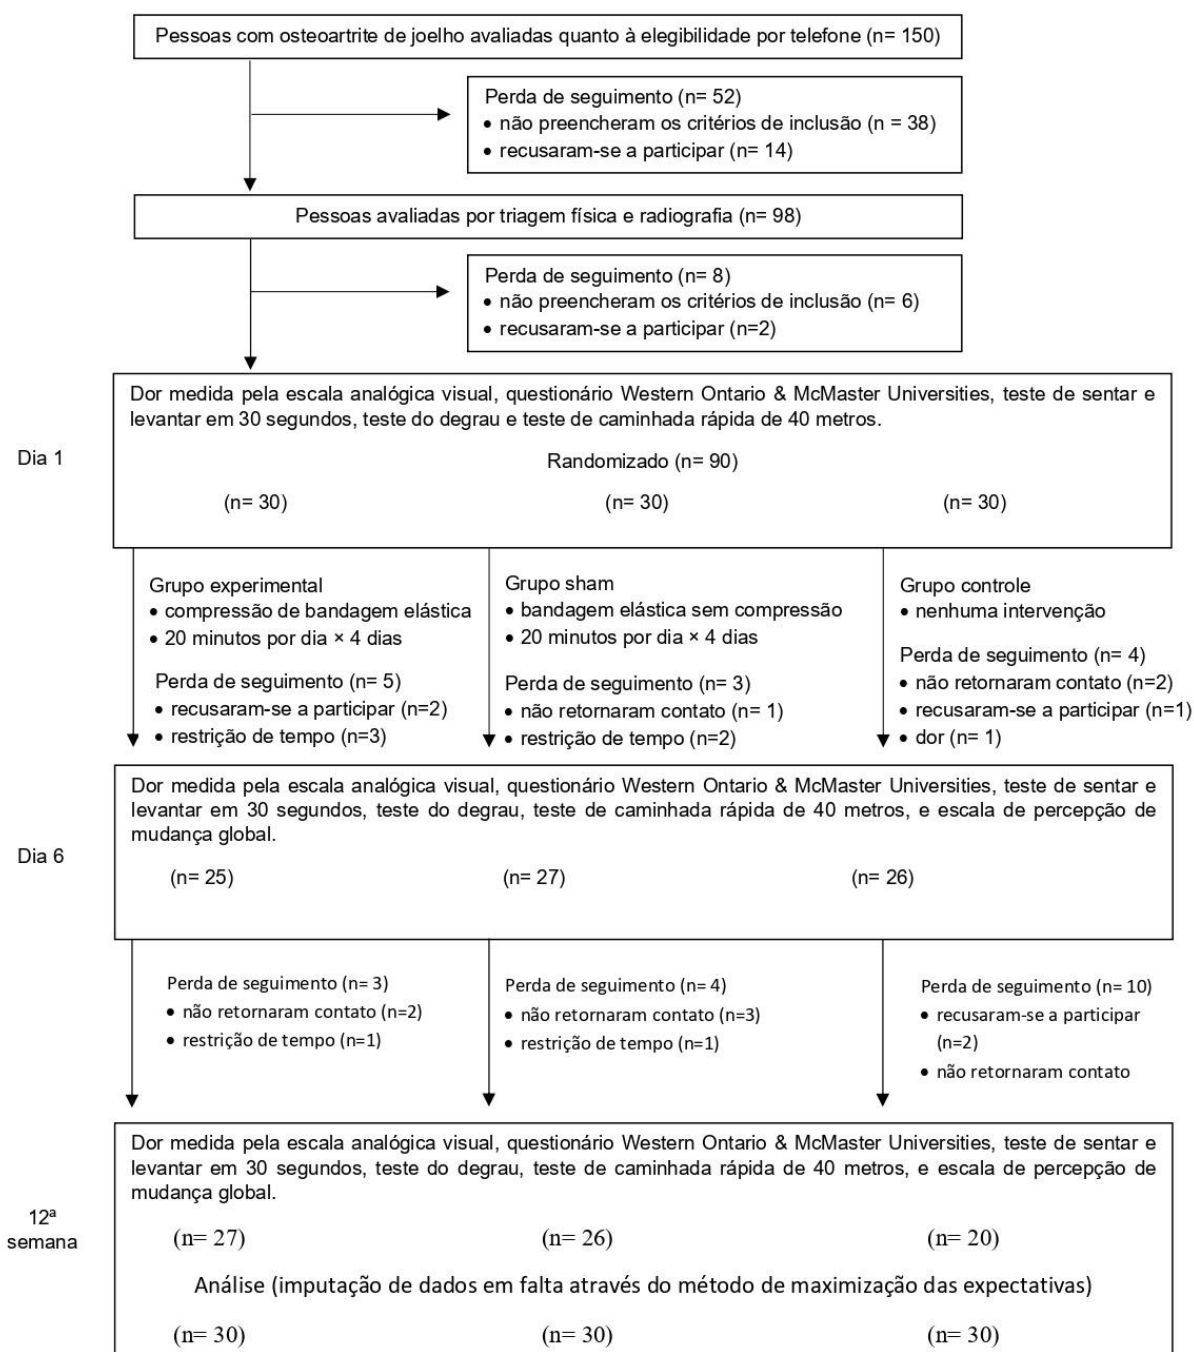 Pessoas com osteoartrite de joelho avaliadas quanto à elegibilidade por telefone (n= 150)
Perda de seguimento (n= 52)
• não preencheram os critérios de inclusão (n = 38)
• recusaram-se a participar (n= 14)
Pessoas avaliadas por triagem física e radiografia (n= 98)
Perda de seguimento (n= 8)
• não preencheram os critérios de inclusão (n= 6)
• recusaram-se a participar (n=2)
Dia 1
Dor medida pela escala analógica visual, questionário Western Ontario & McMaster Universities, teste de sentar e
levantar em 30 segundos, teste do degrau e teste de caminhada rápida de 40 metros.
Randomizado (n= 90)
(n= 30) (n= 30) (n= 30)
Grupo experimental
• compressão de bandagem elástica
• 20 minutos por dia × 4 dias
Perda de seguimento (n= 5)
• recusaram-se a participar (n=2)
• restrição de tempo (n=3)
Grupo sham
• bandagem elástica sem compressão
• 20 minutos por dia × 4 dias
Perda de seguimento (n= 3)
• não retornaram contato (n= 1)
• restrição de tempo (n=2)
Grupo controle
• nenhuma intervenção
Perda de seguimento (n= 4)
• não retornaram contato (n=2)
• recusaram-se a participar (n=1)
• dor (n= 1)
Dia 6
Dor medida pela escala analógica visual, questionário Western Ontario & McMaster Universities, teste de sentar e
levantar em 30 segundos, teste do degrau, teste de caminhada rápida de 40 metros, e escala de percepção de
mudança global.
(n= 25) (n= 27) (n= 26)
Perda de seguimento (n= 3)
• não retornaram contato (n=2)
• restrição de tempo (n=1)
Perda de seguimento (n= 4)
• não retornaram contato (n=3)
• restrição de tempo (n=1)
Perda de seguimento (n= 10)
• recusaram-se a participar
(n=2)
• não retornaram contato
12ª
semana
Dor medida pela escala analógica visual, questionário Western Ontario & McMaster Universities, teste de sentar e
levantar em 30 segundos, teste do degrau, teste de caminhada rápida de 40 metros, e escala de percepção de
mudança global.
(n= 27) (n= 26) (n= 20)
Análise (imputação de dados em falta através do método de maximização das expectativas)
(n= 30) (n= 30) (n= 30)